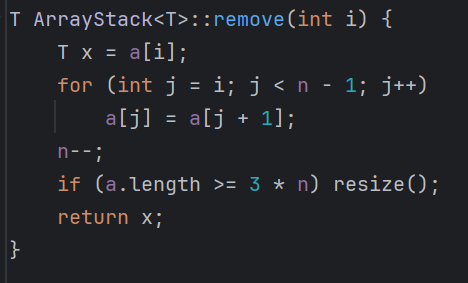 T ArrayStack<T>::remove(int i) {
    T x = a[i];
    for (int j = i; j < n - 1; j++)
        a[j] = a[j + 1];
    n--;
    if (a.length >= 3 * n) resize();
    return x;
}